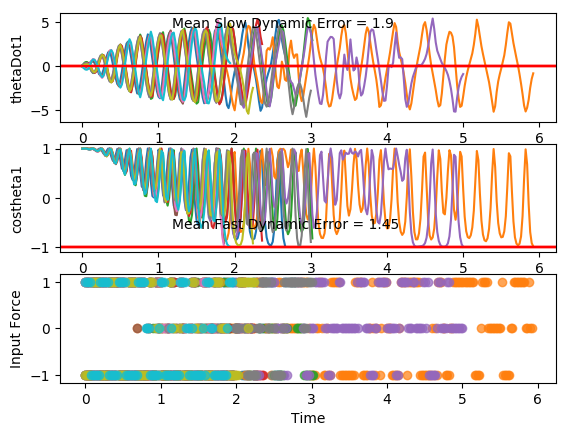 Mean Slow Dynamic Error = 1.9
thetaDot1
5
0
−5
0 1 2 3 4 5 6
Mean Fast Dynamic Error = 1.45
costheta1
1
0
−1
0 1 2 3 4 5 6
Input Force
1
0
−1
0 1 2 3 4 5 6
Time